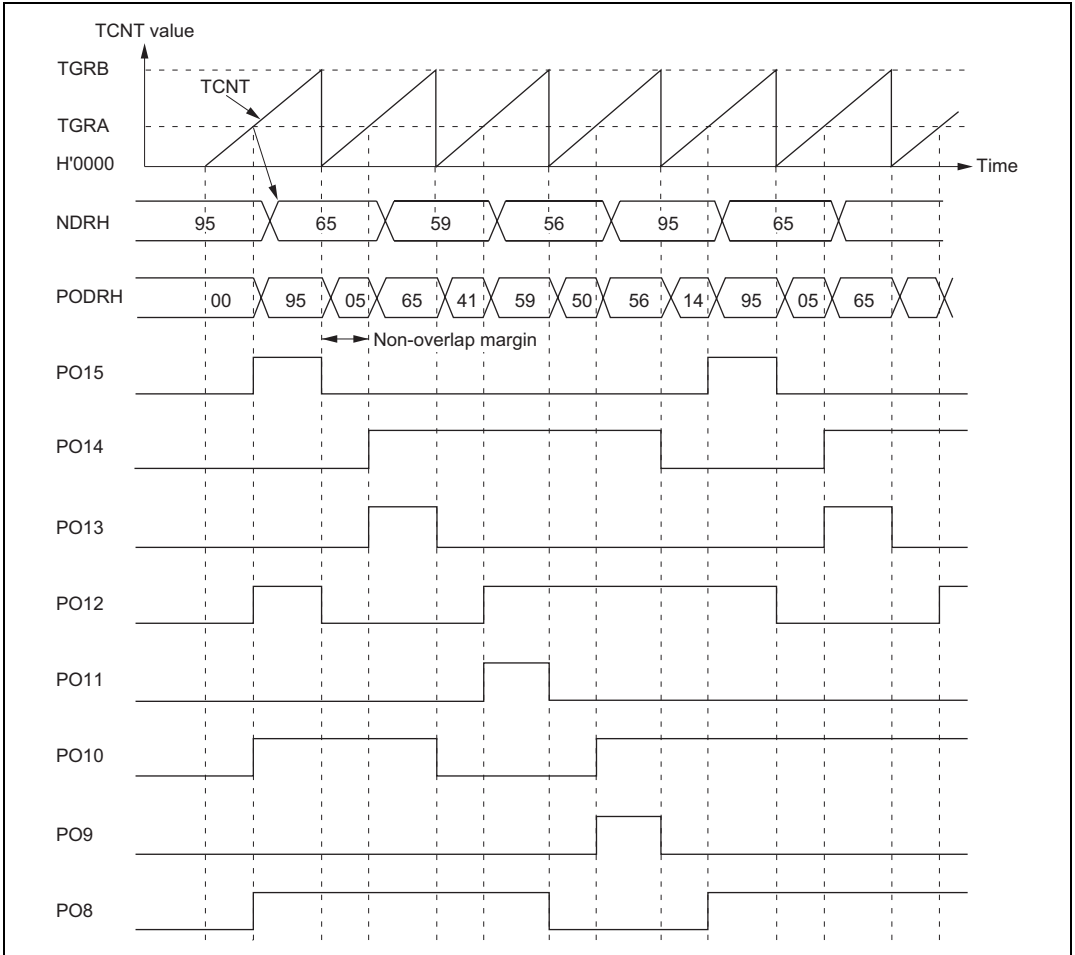 TCNT value
TGRB
TCNT
TGRA
H'0000
Time
NDRH 95 65 59 56 95 65
PODRH 00 95 05 65 41 59 50 56 14 95 05 65
Non-overlap margin
PO15
PO14
PO13
PO12
PO11
PO10
PO9
PO8